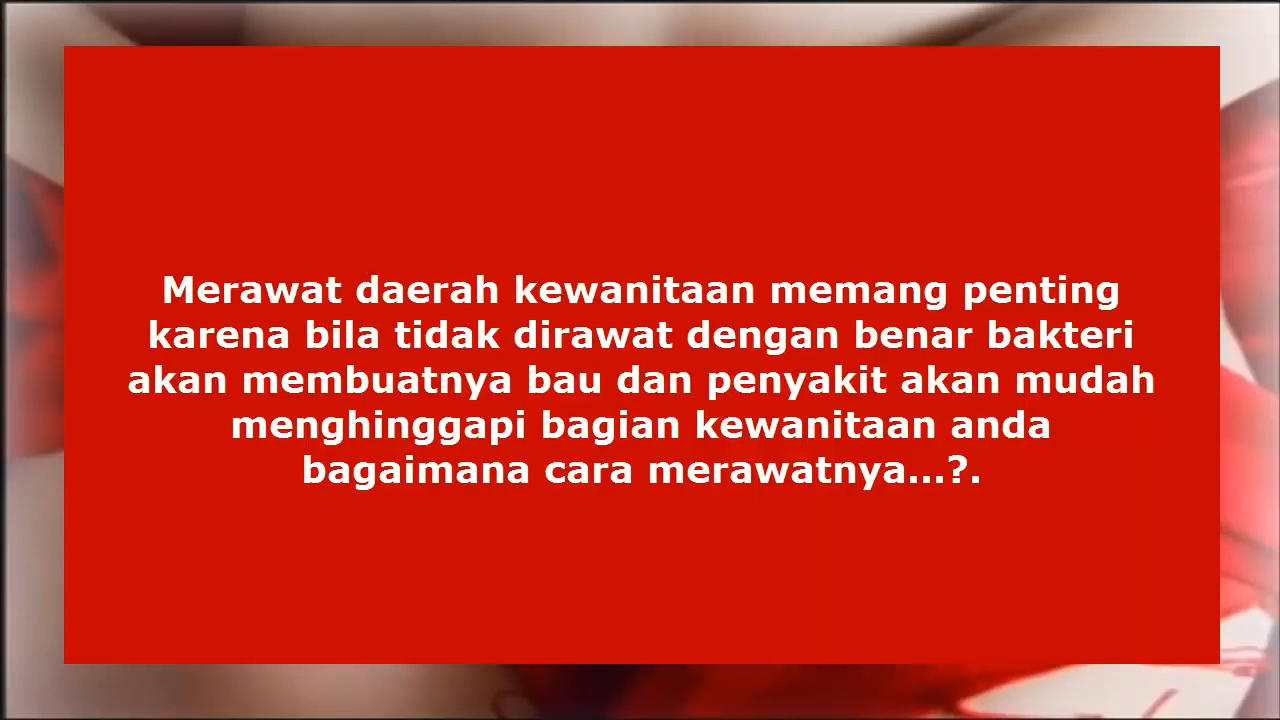 Merawat daerah kewanitaan memang penting
karena bila tidak dirawat dengan benar bakteri
akan membuatnya bau dan penyakit akan mudah
menghinggapi bagian kewanitaan anda
bagaimana cara merawatnya...?.